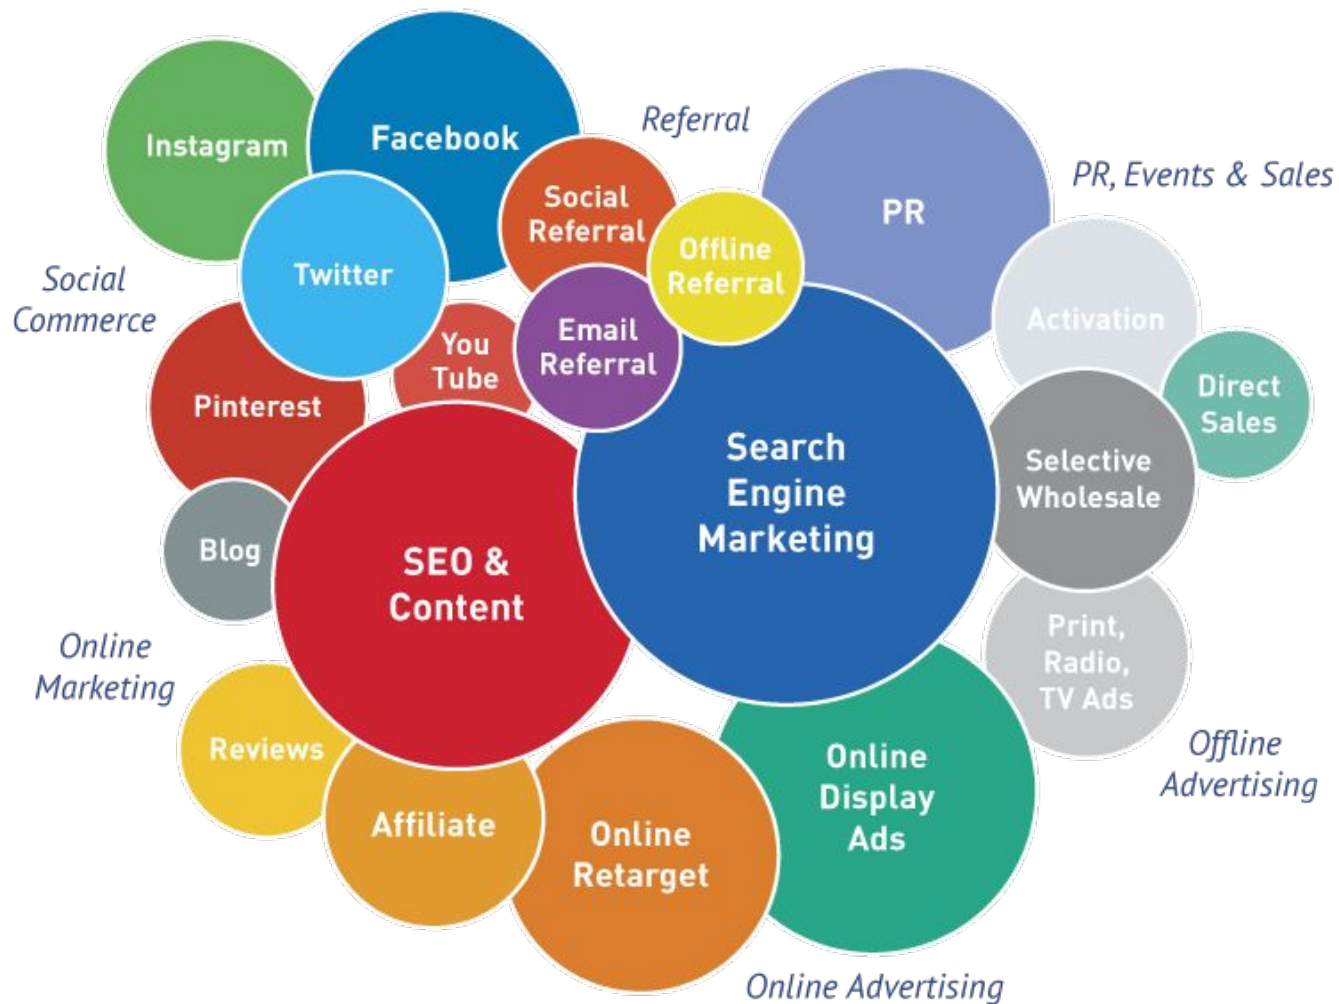 Instagram
Facebook
Referral
Social
Referral
PR
PR, Events & Sales
Offline
Referral
Twitter
Social
Commerce
Activation
You
Tube
Email
Referral
Pinterest
Direct
Sales
Search
Engine
Marketing
Selective
Wholesale
Blog
SEO &
Content
Print,
Radio,
TV Ads
Online
Marketing
Reviews
Affiliate
Online
Retarget
Online
Display
Ads
Offline
Advertising
Online Advertising